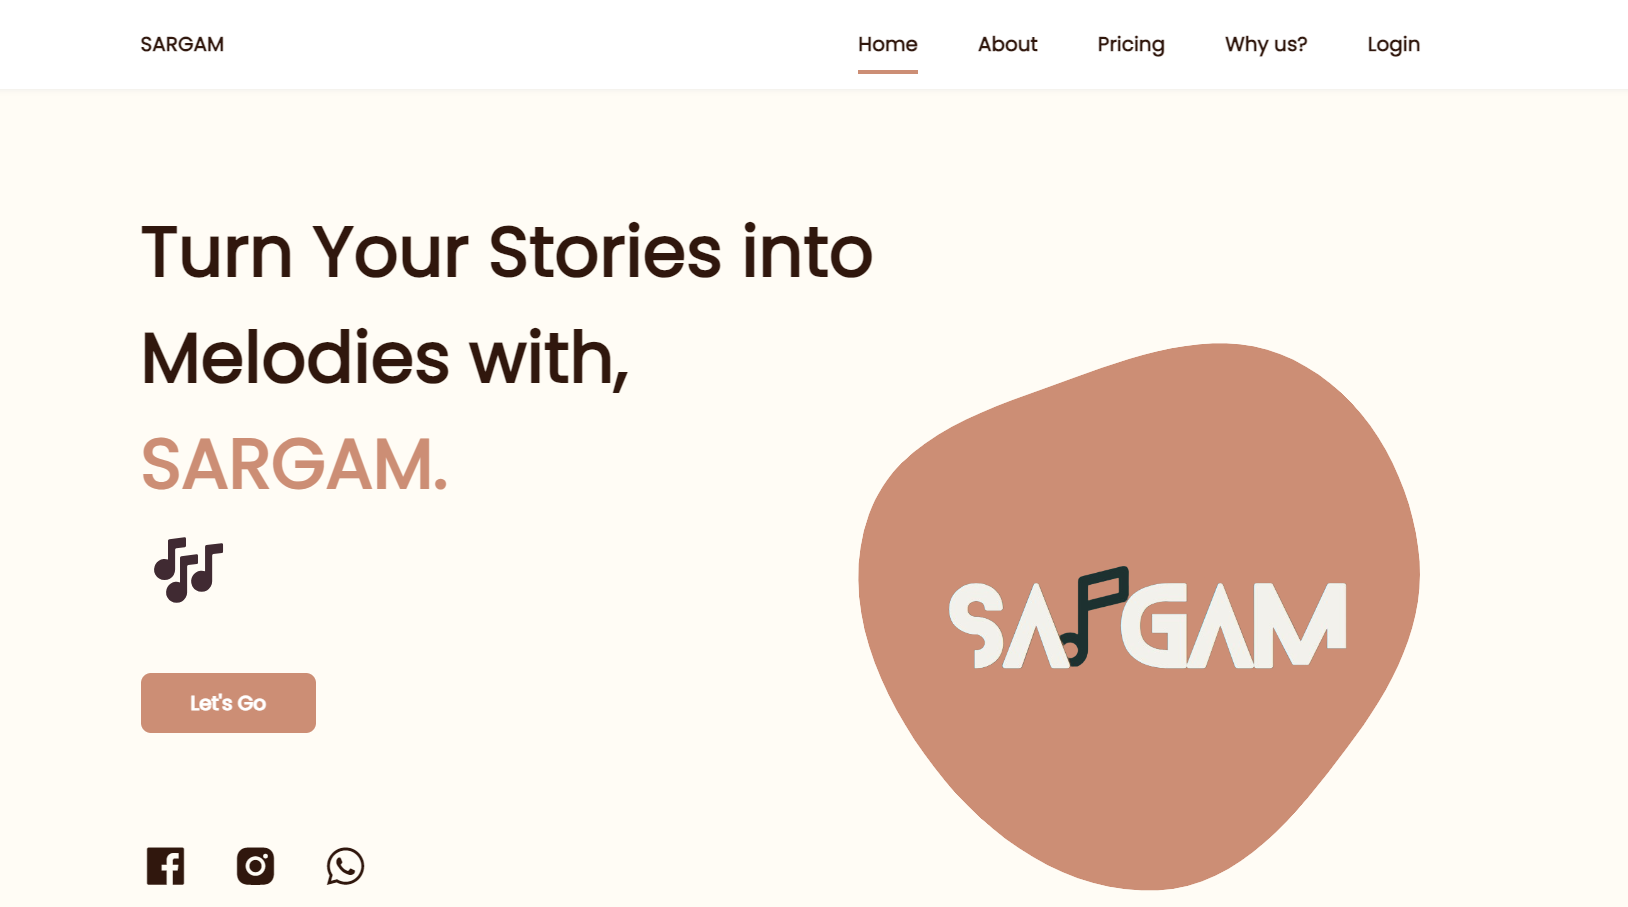 SARGAM
Home About Pricing Why us? Login
Turn Your Stories into
Melodies with,
SARGAM.
Let's Go
SARGAM